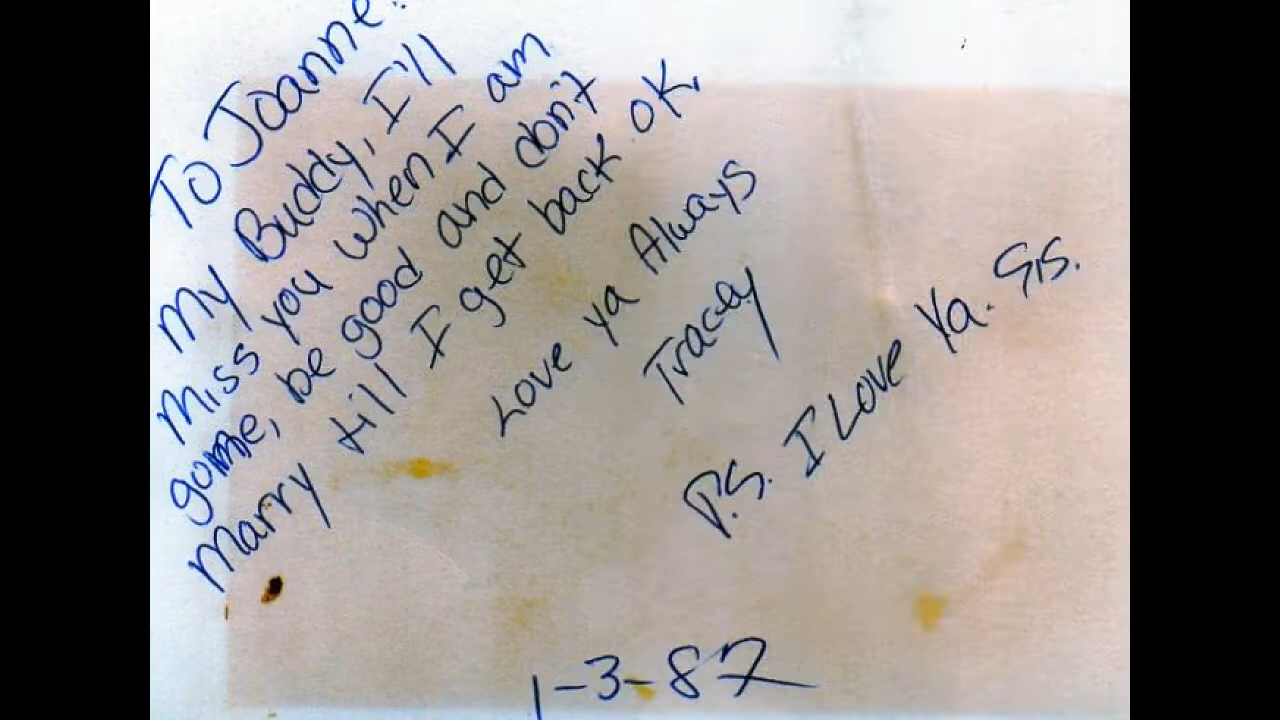 To Joanne!
My Buddy, I'll
miss you when I am
gone, be good and don't
marry till I get back OK.
Love ya Always
Tracey
P.S. I Love Ya. Sis.
1-3-87